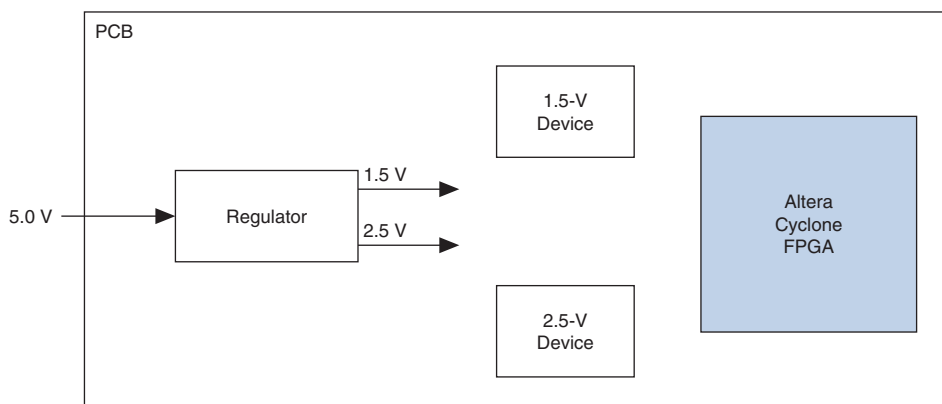 PCB
1.5-V
Device
1.5 V
5.0 V
Regulator
2.5 V
Altera
Cyclone
FPGA
2.5-V
Device